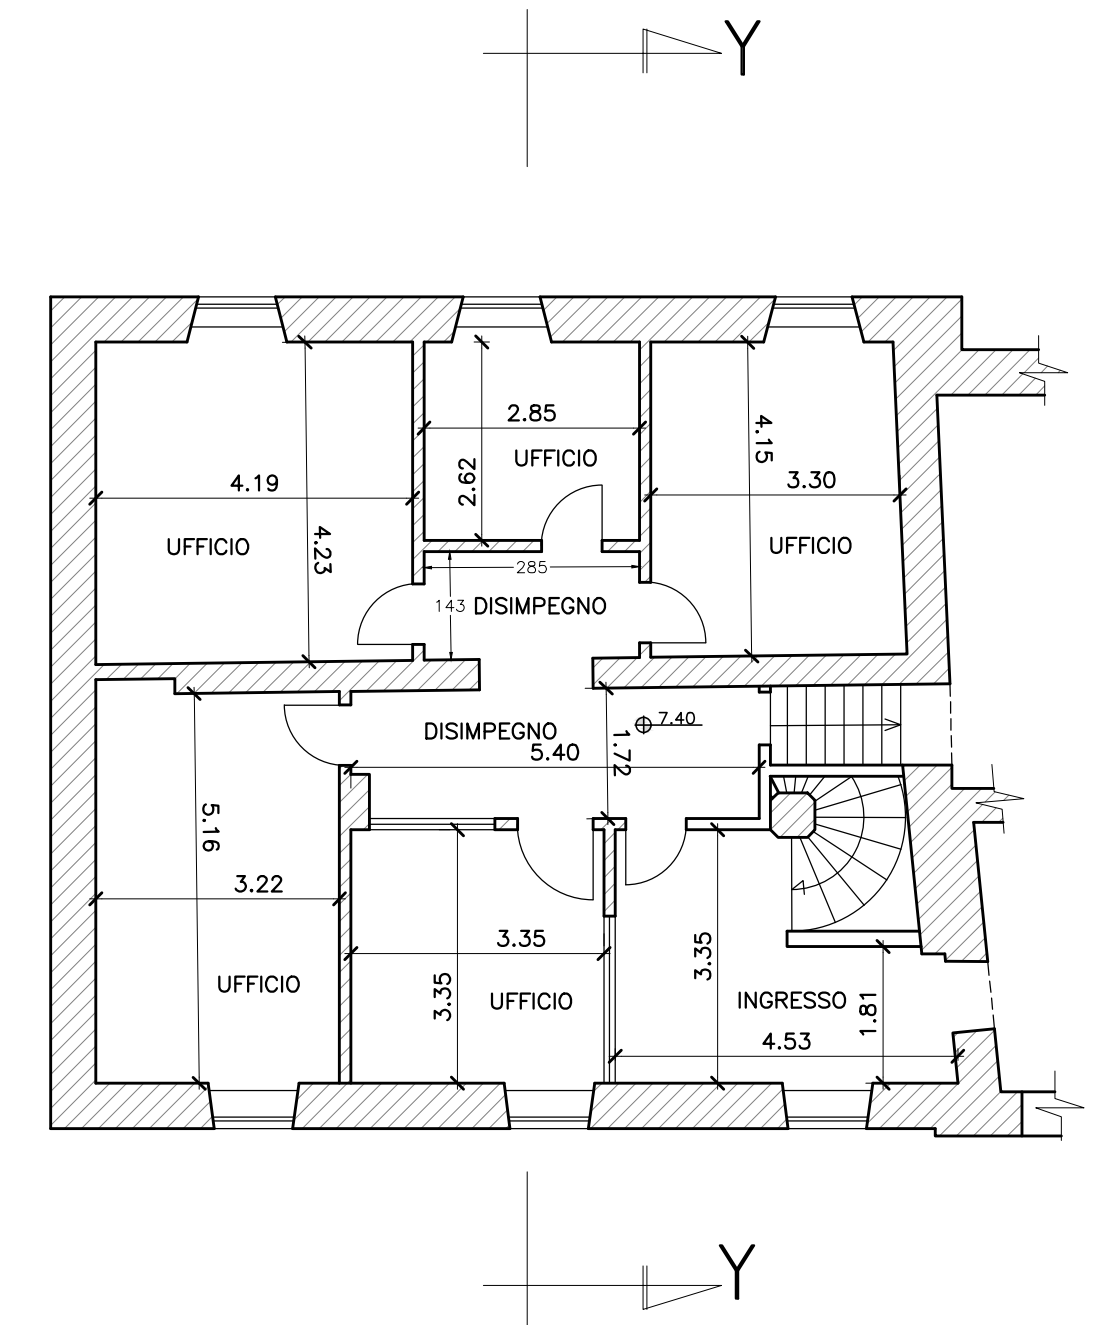 Y
2.85
4.15
UFFICIO
2.62
4.19
3.30
4.23
UFFICIO
UFFICIO
285
143
DISIMPEGNO
7.40
DISIMPEGNO
1.72
5.40
5.16
3.22
3.35
3.35
3.35
UFFICIO
UFFICIO
INGRESSO
1.81
4.53
Y